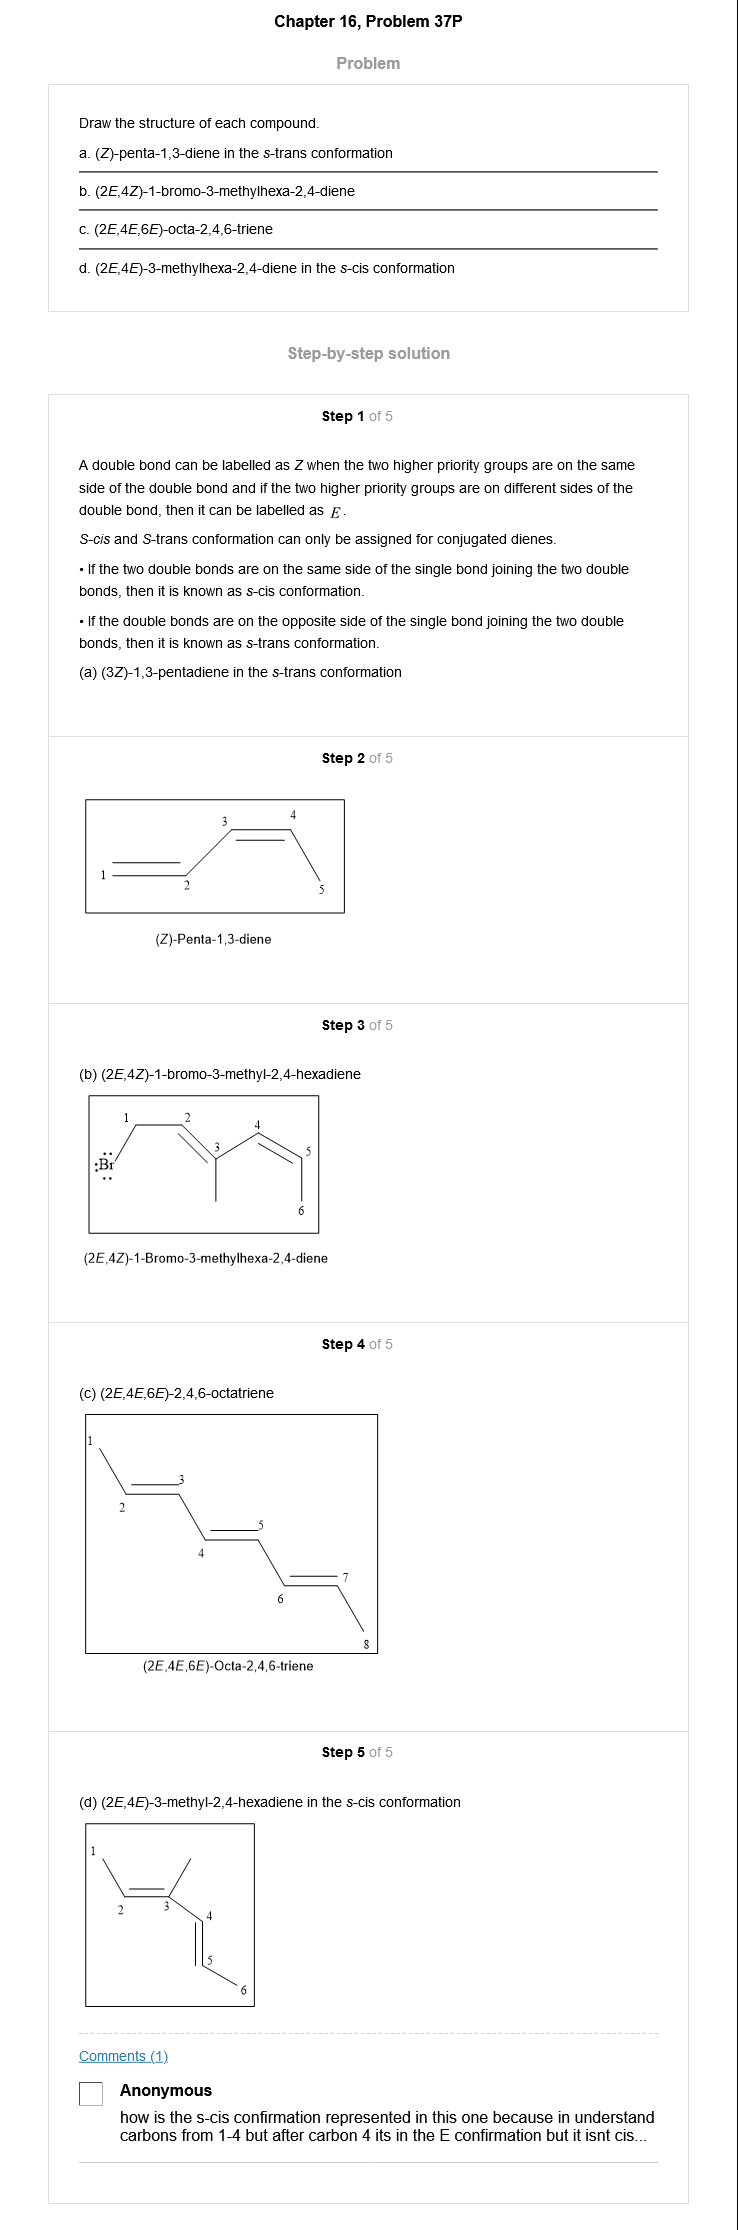 Chapter 16, Problem 37P
Problem
Draw the structure of each compound.
a. (Z)-penta-1,3-diene in the s-trans conformation
b. (2E,4Z)-1-bromo-3-methylhexa-2,4-diene
c. (2E,4E,6E)-octa-2,4,6-triene
d. (2E,4E)-3-methylhexa-2,4-diene in the s-cis conformation
Step-by-step solution
Step 1 of 5
A double bond can be labelled as Z when the two higher priority groups are on the same
side of the double bond and if the two higher priority groups are on different sides of the
double bond, then it can be labelled as E.
S-cis and S-trans conformation can only be assigned for conjugated dienes.
• If the two double bonds are on the same side of the single bond joining the two double
bonds, then it is known as s-cis conformation.
• If the double bonds are on the opposite side of the single bond joining the two double
bonds, then it is known as s-trans conformation.
(a) (3Z)-1,3-pentadiene in the s-trans conformation
Step 2 of 5
1
2
3
4
5
(Z)-Penta-1,3-diene
Step 3 of 5
(b) (2E,4Z)-1-bromo-3-methyl-2,4-hexadiene
:Br
1
2
3
4
5
6
(2E,4Z)-1-Bromo-3-methylhexa-2,4-diene
Step 4 of 5
(c) (2E,4E,6E)-2,4,6-octatriene
1
2
3
4
5
6
7
8
(2E,4E,6E)-Octa-2,4,6-triene
Step 5 of 5
(d) (2E,4E)-3-methyl-2,4-hexadiene in the s-cis conformation
1
2
3
4
5
6
Comments (1)
Anonymous
how is the s-cis confirmation represented in this one because in understand
carbons from 1-4 but after carbon 4 its in the E confirmation but it isnt cis...